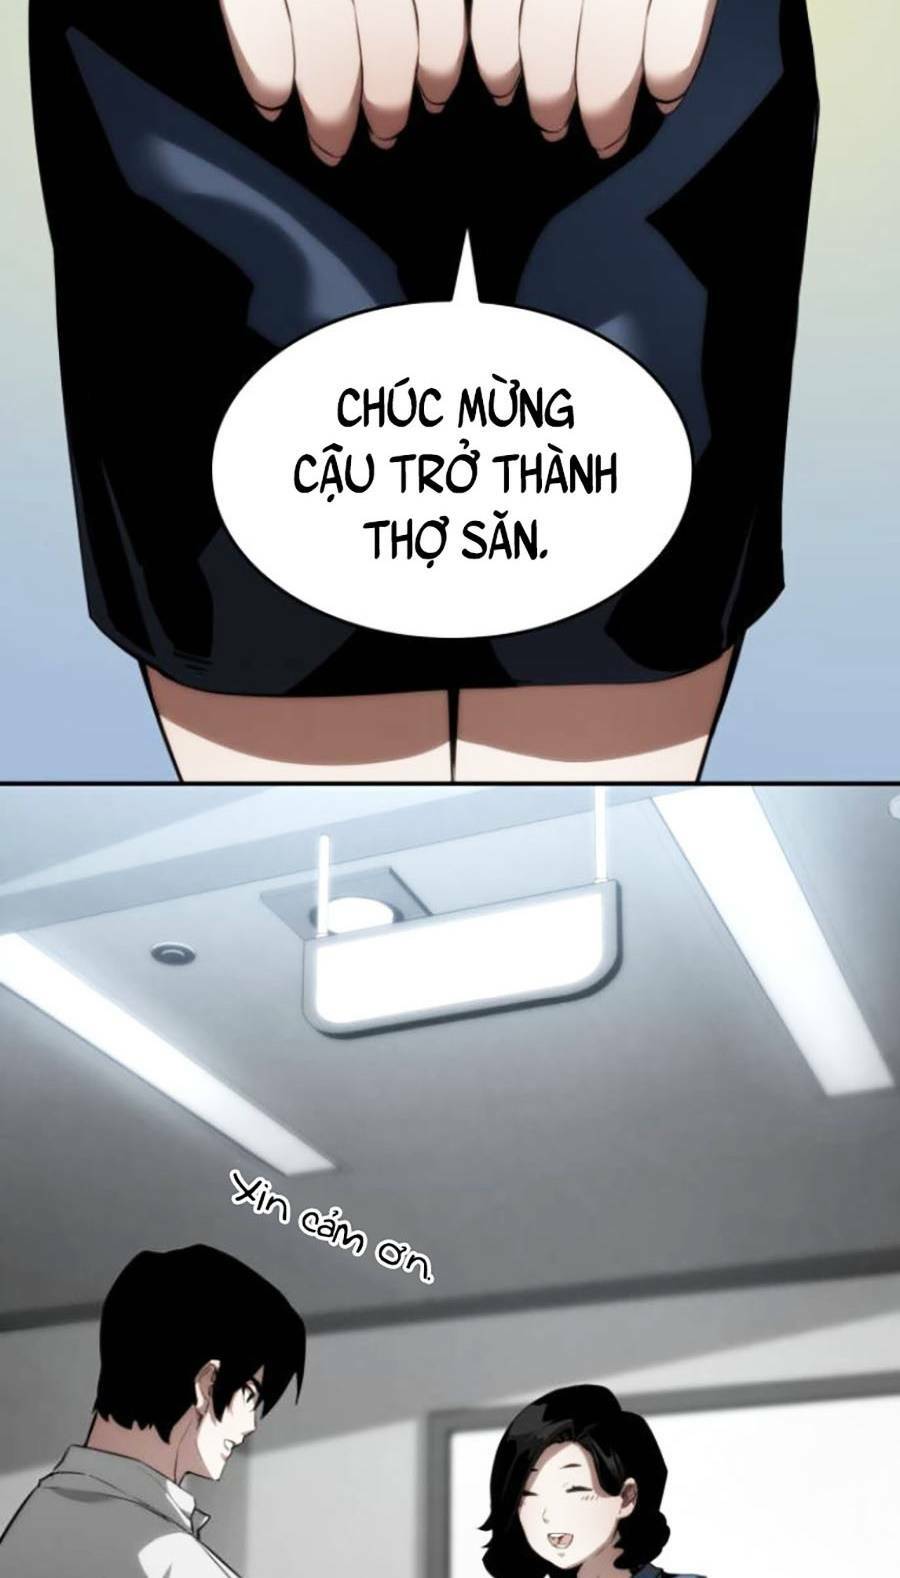 CHÚC MỪNG
CẬU TRỞ THÀNH
THỢ SĂN.
Xin cảm ơn.